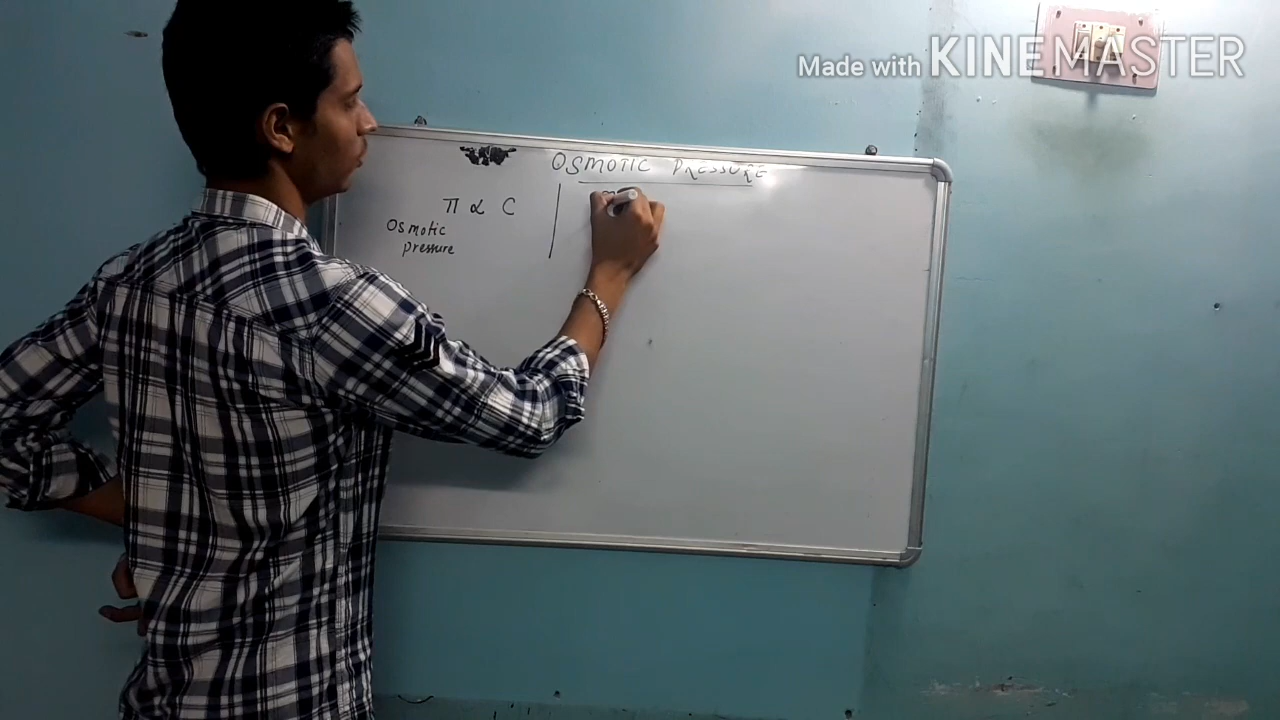 Made with KINEMASTER
OSMOTIC PRESSURE
π ∝ C
Osmotic
pressure